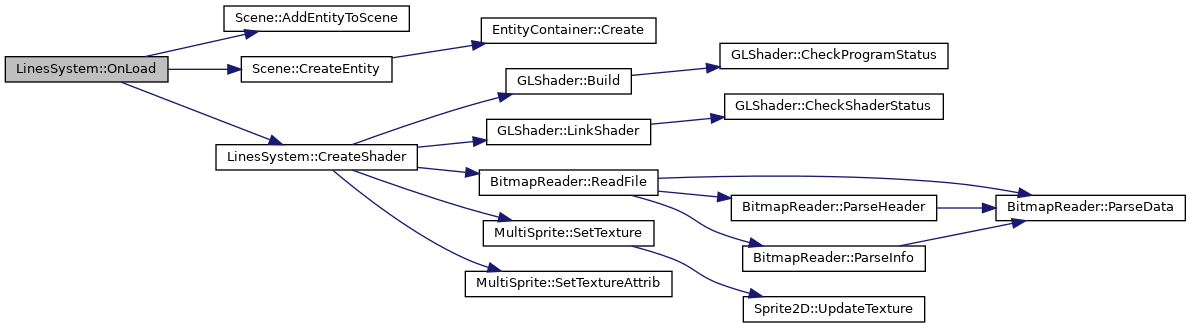 Scene::AddEntityToScene
EntityContainer::Create
LinesSystem::OnLoad
Scene::CreateEntity
GLShader::CheckProgramStatus
GLShader::Build
GLShader::CheckShaderStatus
GLShader::LinkShader
LinesSystem::CreateShader
BitmapReader::ReadFile
BitmapReader::ParseHeader
BitmapReader::ParseData
MultiSprite::SetTexture
BitmapReader::ParseInfo
MultiSprite::SetTextureAttrib
Sprite2D::UpdateTexture